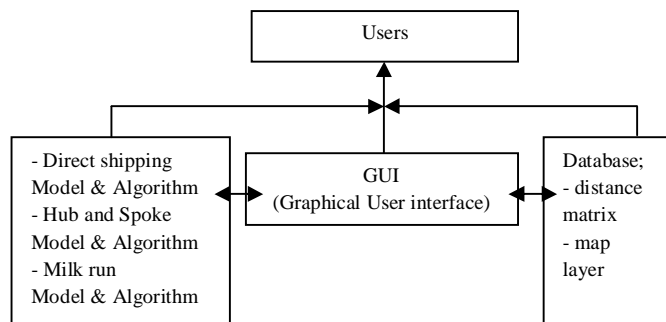 Users
- Direct shipping
Model & Algorithm
- Hub and Spoke
Model & Algorithm
- Milk run
Model & Algorithm
GUI
(Graphical User interface)
Database;
- distance
matrix
- map
layer